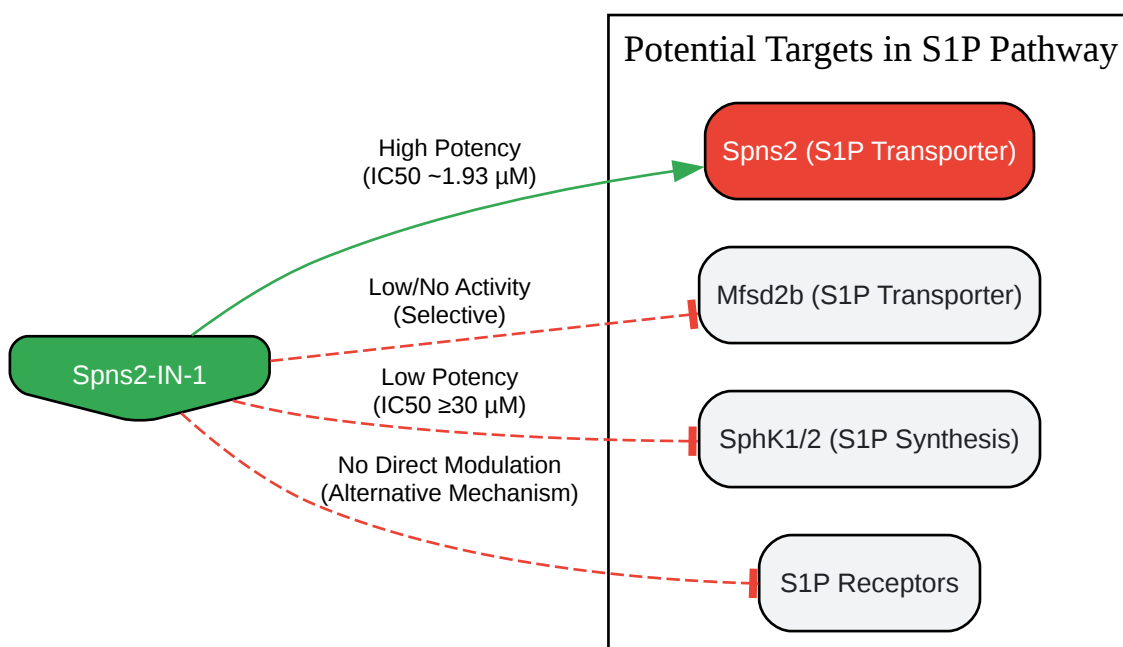 Potential Targets in S1P Pathway
High Potency
(IC50 ~1.93 µM)
Spns2 (S1P Transporter)
Low/No Activity
(Selective)
Mfsd2b (S1P Transporter)
Spns2-IN-1
Low Potency
(IC50 ≥30 µM)
SphK1/2 (S1P Synthesis)
No Direct Modulation
(Alternative Mechanism)
S1P Receptors